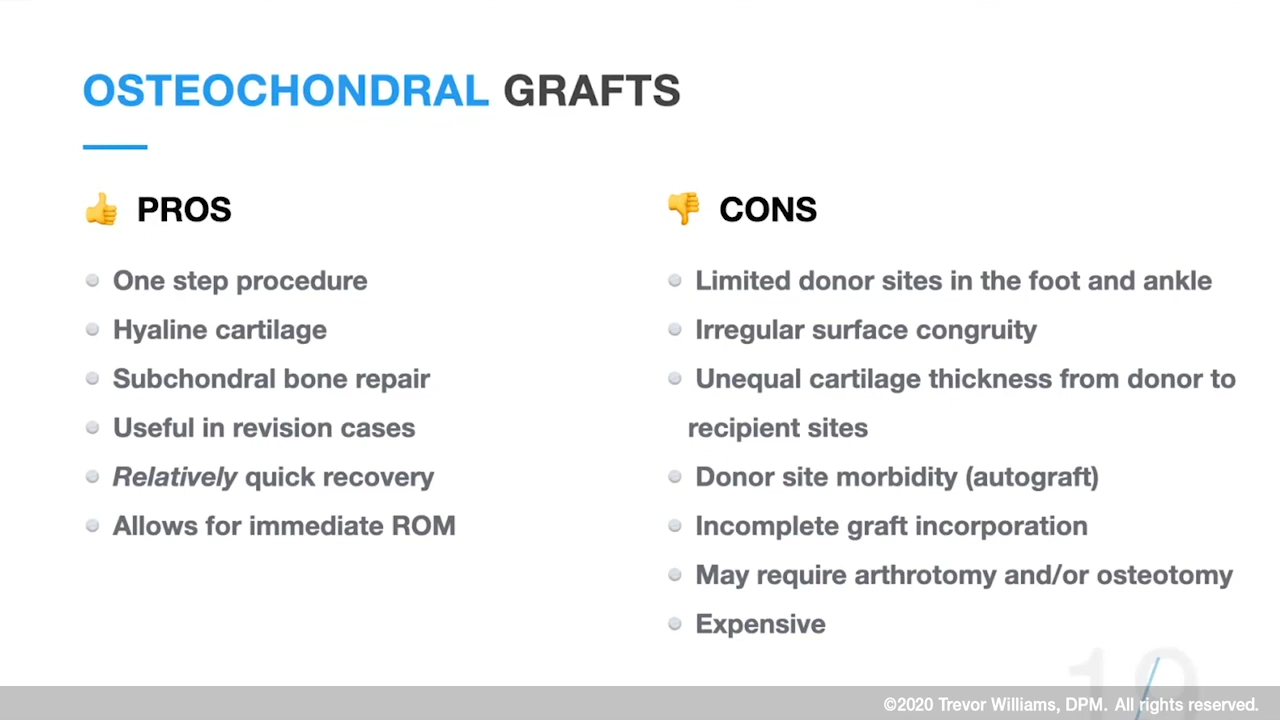 OSTEOCHONDRAL GRAFTS
👍 PROS
One step procedure
Hyaline cartilage
Subchondral bone repair
Useful in revision cases
Relatively quick recovery
Allows for immediate ROM
👎 CONS
Limited donor sites in the foot and ankle
Irregular surface congruity
Unequal cartilage thickness from donor to
recipient sites
Donor site morbidity (autograft)
Incomplete graft incorporation
May require arthrotomy and/or osteotomy
Expensive
©2020 Trevor Williams, DPM. All rights reserved.